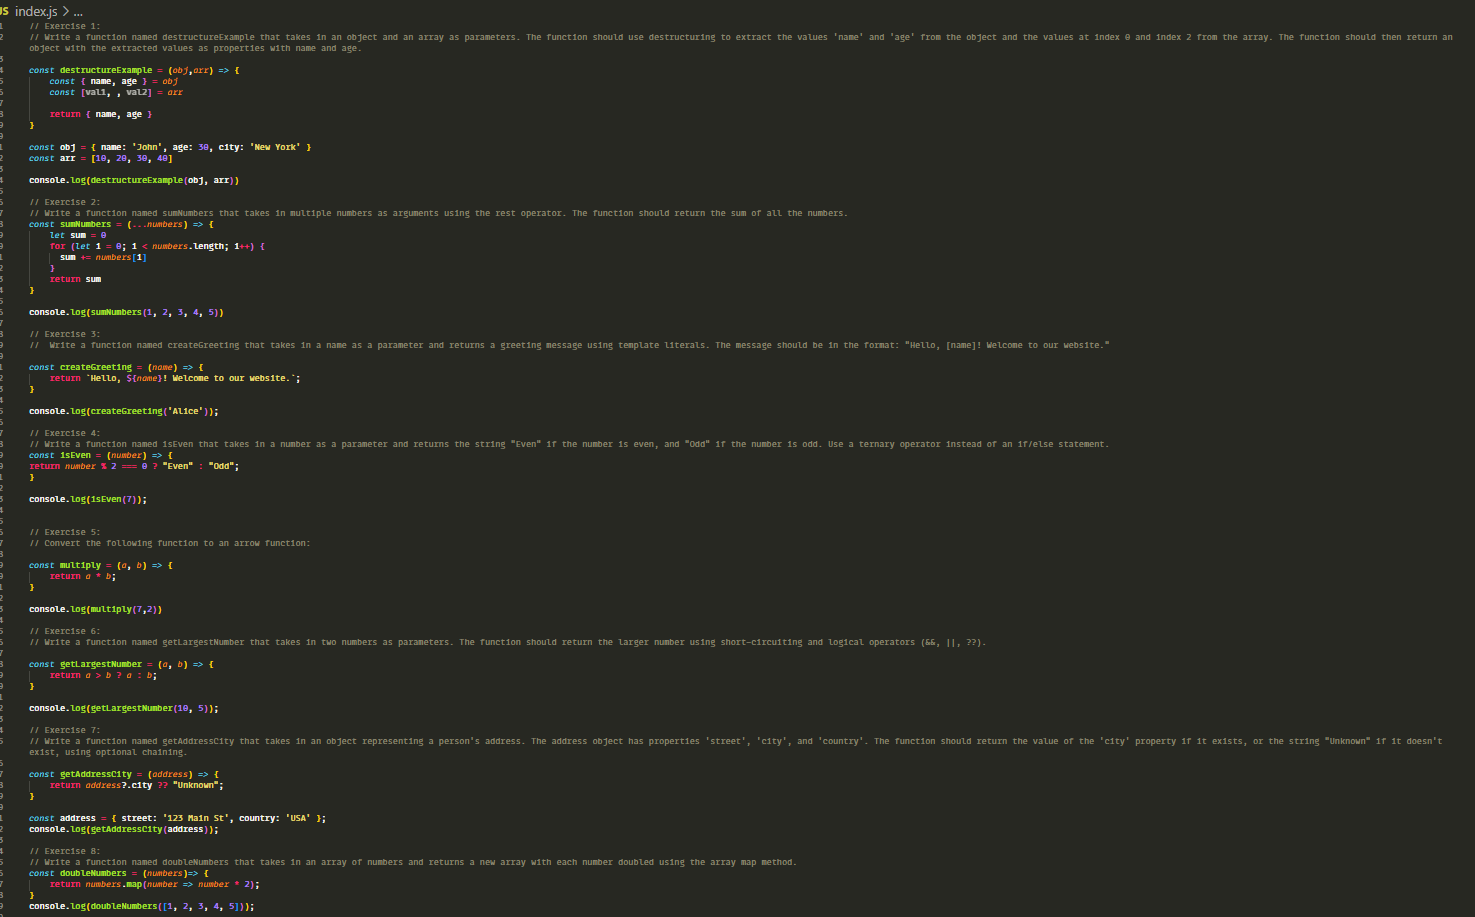 JS index.js > ...
// Exercise 1:
// Write a function named destructureExample that takes in an object and an array as parameters. The function should use destructuring to extract the values 'name' and 'age' from the object and the values at index 0 and index 2 from the array. The function should then return an
object with the extracted values as properties with name and age.
const destructureExample = (obj,arr) => {
const { name, age } = obj
const [val1, , val2] = arr
return { name, age }
}
const obj = { name: 'John', age: 30, city: 'New York' }
const arr = [10, 20, 30, 40]
console.log(destructureExample(obj, arr))
// Exercise 2:
// Write a function named sumNumbers that takes in multiple numbers as arguments using the rest operator. The function should return the sum of all the numbers.
const sumNumbers = (...numbers) => {
let sum = 0
for (let i = 0; i < numbers.length; i++) {
sum += numbers[i]
}
return sum
}
console.log(sumNumbers(1, 2, 3, 4, 5))
// Exercise 3:
//  Write a function named createGreeting that takes in a name as a parameter and returns a greeting message using template literals. The message should be in the format: "Hello, [name]! Welcome to our website."
const createGreeting = (name) => {
return `Hello, ${name}! Welcome to our website.`;
}
console.log(createGreeting('Alice'));
// Exercise 4:
// Write a function named isEven that takes in a number as a parameter and returns the string "Even" if the number is even, and "Odd" if the number is odd. Use a ternary operator instead of an if/else statement.
const isEven = (number) => {
return number % 2 === 0 ? "Even" : "Odd";
}
console.log(isEven(7));
// Exercise 5:
// Convert the following function to an arrow function:
const multiply = (a, b) => {
return a * b;
}
console.log(multiply(7,2))
// Exercise 6:
// Write a function named getLargestNumber that takes in two numbers as parameters. The function should return the larger number using short-circuiting and logical operators (&&, ||, ??).
const getLargestNumber = (a, b) => {
return a > b ? a : b;
}
console.log(getLargestNumber(10, 5));
// Exercise 7:
// Write a function named getAddressCity that takes in an object representing a person's address. The address object has properties 'street', 'city', and 'country'. The function should return the value of the 'city' property if it exists, or the string "Unknown" if it doesn't
exist, using optional chaining.
const getAddressCity = (address) => {
return address?.city ?? "Unknown";
}
const address = { street: '123 Main St', country: 'USA' };
console.log(getAddressCity(address));
// Exercise 8:
// Write a function named doubleNumbers that takes in an array of numbers and returns a new array with each number doubled using the array map method.
const doubleNumbers = (numbers)=> {
return numbers.map(number => number * 2);
}
console.log(doubleNumbers([1, 2, 3, 4, 5]));